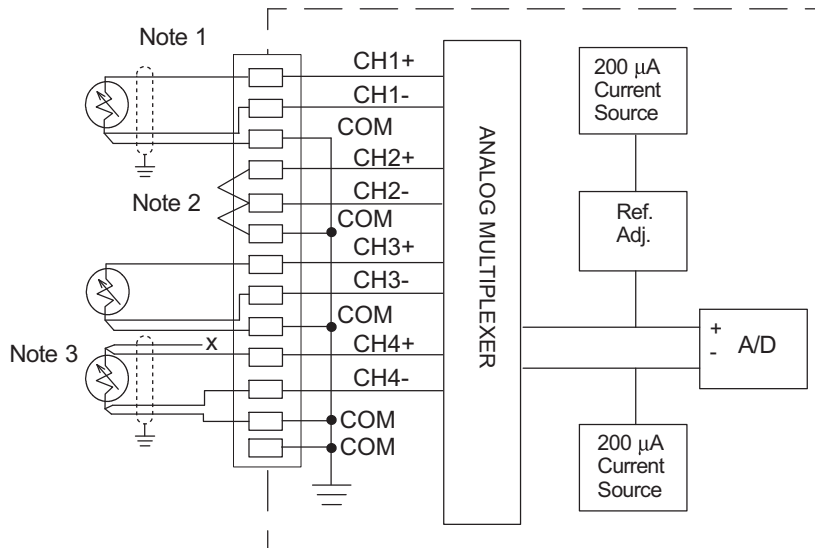 Note 1
CH1+
CH1-
COM
CH2+
Note 2
CH2-
COM
CH3+
CH3-
COM
Note 3
x
CH4+
CH4-
COM
COM
ANALOG MULTIPLEXER
200 μA
Current
Source
Ref.
Adj.
+
-
A/D
200 μA
Current
Source